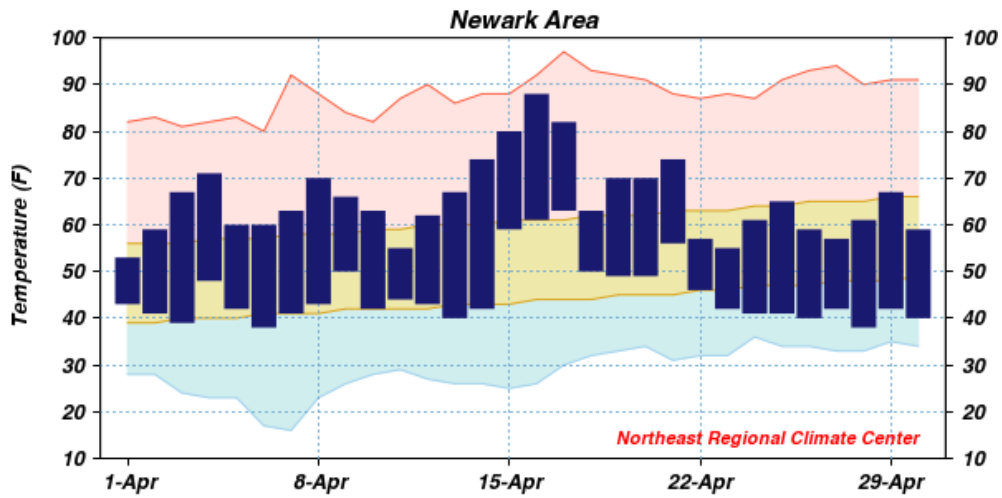 Newark Area
Temperature (F)
100
90
80
70
60
50
40
30
20
10
100
90
80
70
60
50
40
30
20
10
Northeast Regional Climate Center
1-Apr
8-Apr
15-Apr
22-Apr
29-Apr